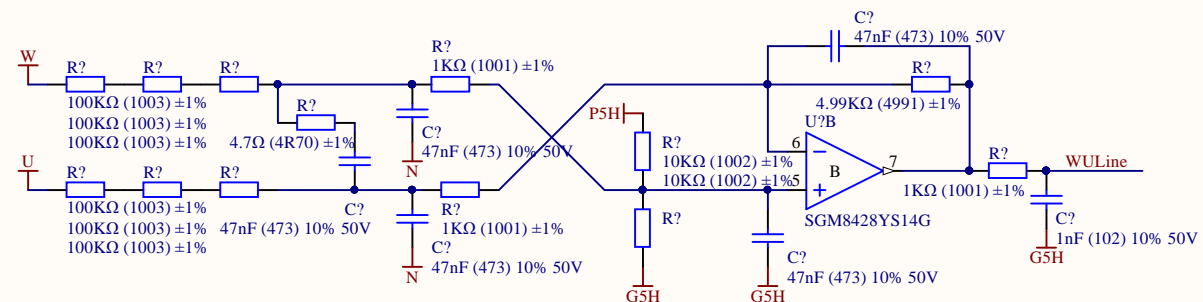 C?
47nF (473) 10% 50V
W
R?
R?
R?
R?
1KΩ (1001) ±1%
R?
100KΩ (1003) ±1%
100KΩ (1003) ±1%
100KΩ (1003) ±1%
4.99KΩ (4991) ±1%
R?
4.7Ω (4R70) ±1%
C?
47nF (473) 10% 50V
N
P5H
R?
10KΩ (1002) ±1%
10KΩ (1002) ±1%
U?B
6
5
B
7
SGM8428YS14G
R?
1KΩ (1001) ±1%
WULine
U
R?
R?
R?
100KΩ (1003) ±1%
100KΩ (1003) ±1%
100KΩ (1003) ±1%
C?
47nF (473) 10% 50V
R?
1KΩ (1001) ±1%
C?
47nF (473) 10% 50V
N
R?
G5H
C?
47nF (473) 10% 50V
G5H
C?
1nF (102) 10% 50V
G5H